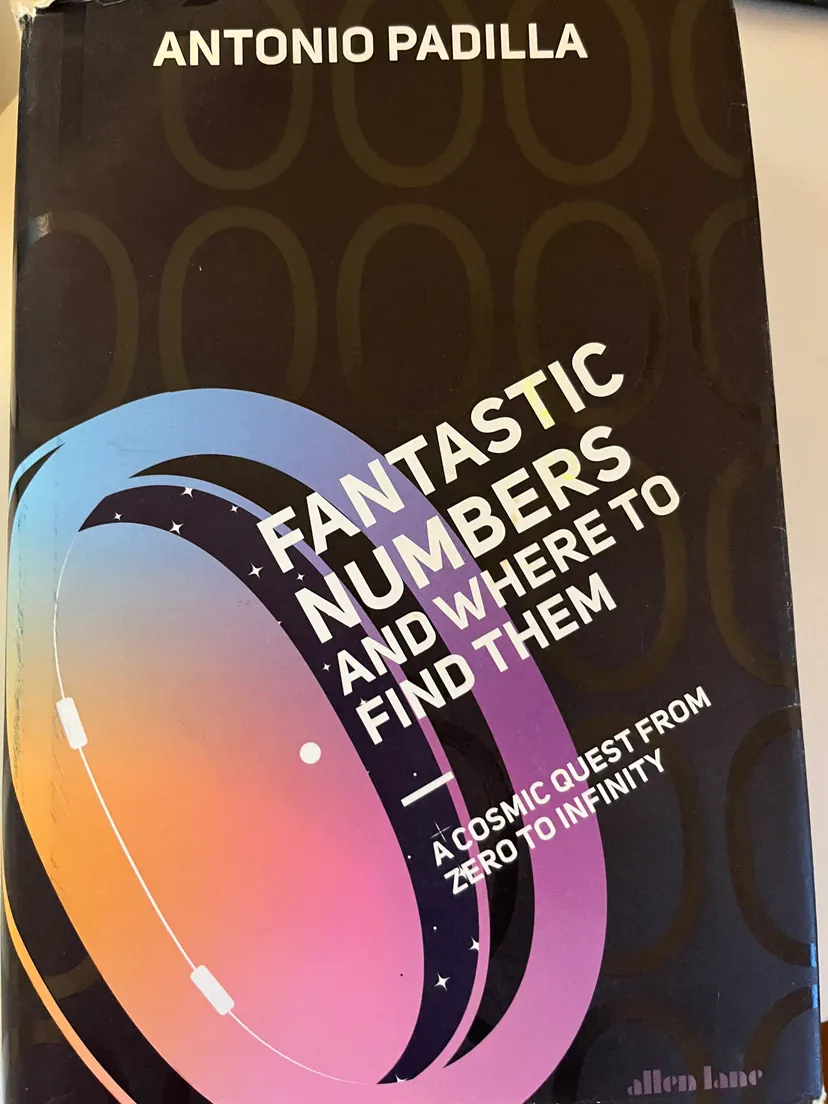 ANTONIO PADILLA
FANTASTIC
NUMBERS
AND WHERE TO
FIND THEM
A COSMIC QUEST FROM
ZERO TO INFINITY
allen lane